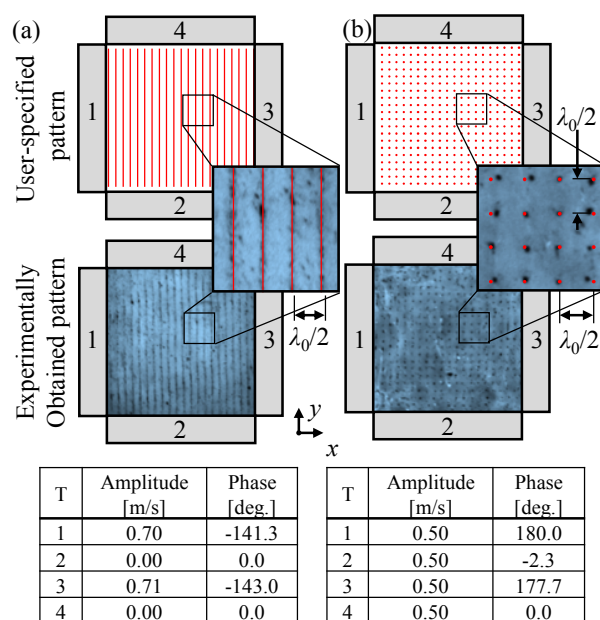 (a)
(b)
User-specified
pattern
4
1
3
2
4
1
3
2
λ0/2
λ0/2
Experimentally
Obtained pattern
4
1
3
2
λ0/2
4
1
3
2
λ0/2
y
x
T Amplitude [m/s] Phase [deg.]
1 0.70 -141.3
2 0.00 0.0
3 0.71 -143.0
4 0.00 0.0
T Amplitude [m/s] Phase [deg.]
1 0.50 180.0
2 0.50 -2.3
3 0.50 177.7
4 0.50 0.0